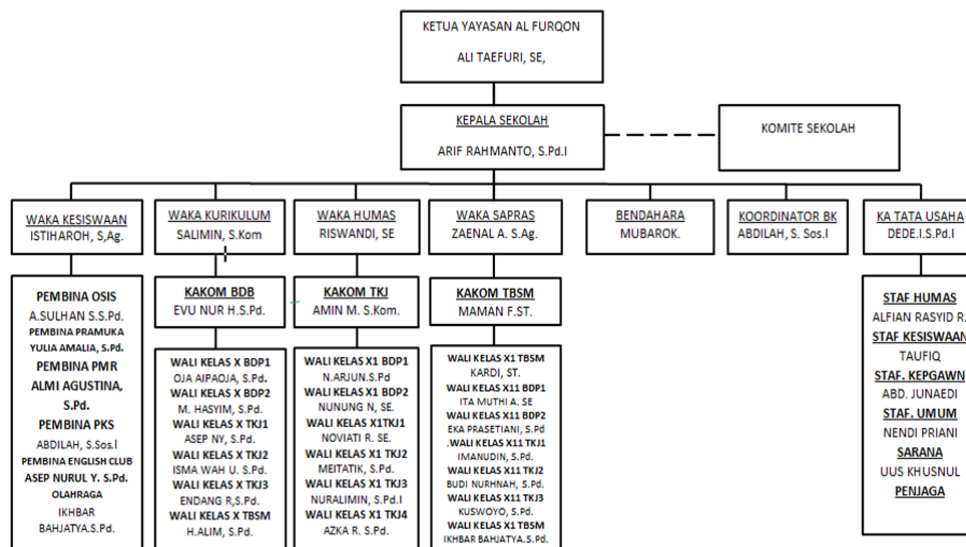 KETUA YAYASAN AL FURQON
ALI TAEFURI, SE,
KEPALA SEKOLAH
ARIF RAHMANTO, S.Pd.I
KOMITE SEKOLAH
WAKA KESISWAAN
ISTIHAROH, S,Ag.
WAKA KURIKULUM
SALIMIN, S.Kom
WAKA HUMAS
RISWANDI, SE
WAKA SAPRAS
ZAENAL A. S.Ag.
BENDAHARA
MUBAROK.
KOORDINATOR BK
ABDILAH, S. Sos.I
KA TATA USAHA
DEDE.I.S.Pd.I
PEMBINA OSIS
A.SULHAN S.S.Pd.
PEMBINA PRAMUKA
YULIA AMALIA, S.Pd.
PEMBINA PMR
ALMI AGUSTINA,
S.Pd.
PEMBINA PKS
ABDILAH, S.Sos.I
PEMBINA ENGLISH CLUB
ASEP NURUL Y. S.Pd.
OLAHRAGA
IKHBAR
BAHJATYA.S.Pd.
KAKOM BDB
EVU NUR H.S.Pd.
WALI KELAS X BDP1
OJA AIPAOJA, S.Pd.
WALI KELAS X BDP2
M. HASYIM, S.Pd.
WALI KELAS X TKJ1
ASEP NY, S.Pd.
WALI KELAS X TKJ2
ISMA WAH U. S.Pd.
WALI KELAS X TKJ3
ENDANG R,S.Pd.
WALI KELAS X TBSM
H.ALIM, S.Pd.
KAKOM TKJ
AMIN M. S.Kom.
WALI KELAS X1 BDP1
N.ARJUN.S.Pd
WALI KELAS X1 BDP2
NUNUNG N, SE.
WALI KELAS X1TKJ1
NOVIATI R. SE.
WALI KELAS X1 TKJ2
MEITATIK, S.Pd.
WALI KELAS X1 TKJ3
NURALIMIN, S.Pd.I
WALI KELAS X1 TKJ4
AZKA R. S.Pd.
KAKOM TBSM
MAMAN F.ST.
WALI KELAS X1 TBSM
KARDI, ST.
WALI KELAS X11 BDP1
ITA MUTHI A. SE
WALI KELAS X11 BDP2
EKA PRASETIANI, S.Pd
.WALI KELAS X11 TKJ1
IMANUDIN, S.Pd.
WALI KELAS X11 TKJ2
BUDI NURHNAH, S.Pd.
WALI KELAS X11 TKJ3
KUSWOYO, S.Pd.
WALI KELAS X1 TBSM
IKHBAR BAHJATYA.S.Pd.
STAF HUMAS
ALFIAN RASYID R.
STAF KESISWAAN
TAUFIQ
STAF. KEPGAWN
ABD. JUNAEDI
STAF. UMUM
NENDI PRIANI
SARANA
UUS KHUSNUL
PENJAGA